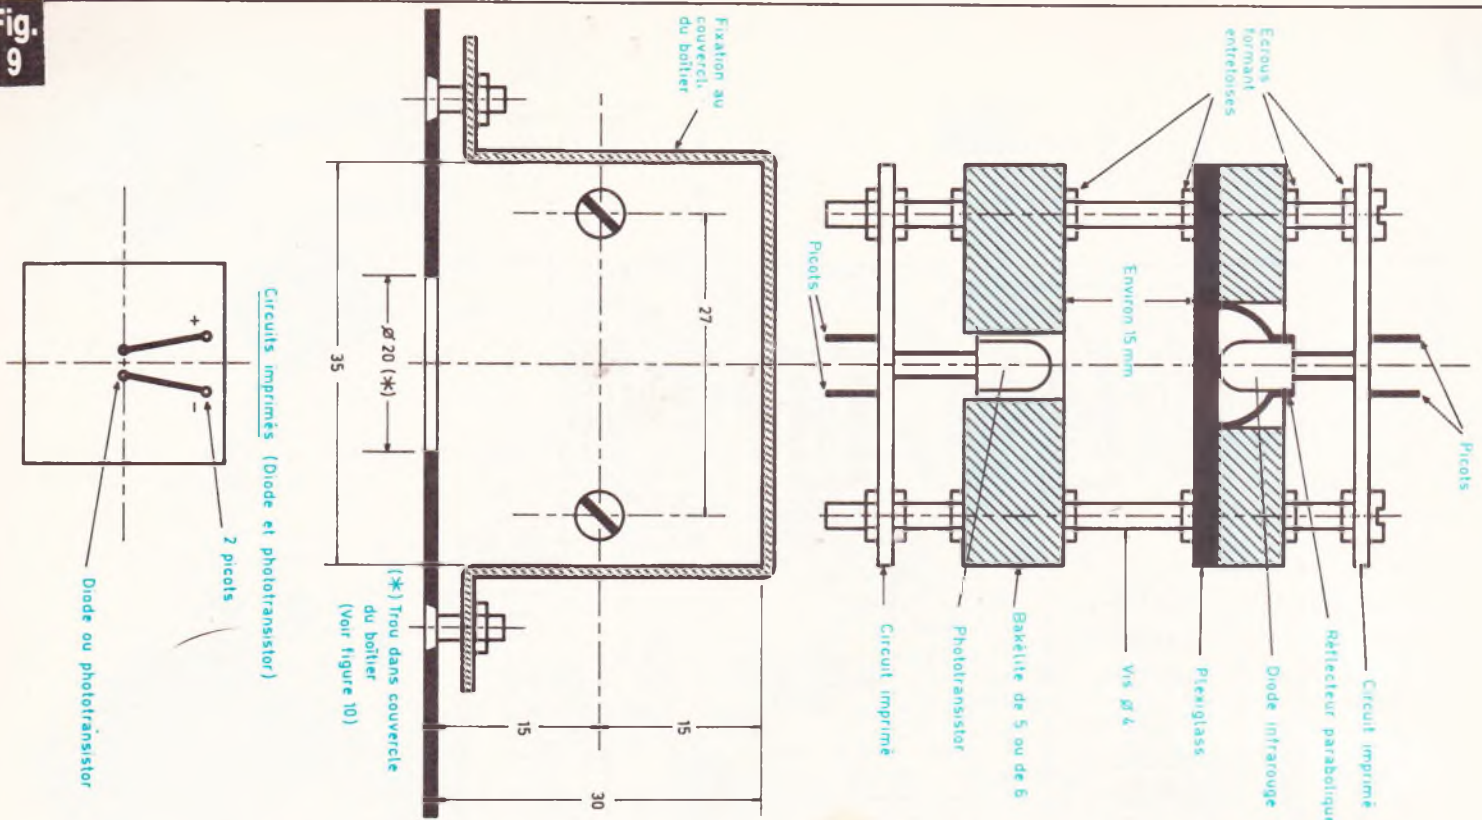 Fig.
9
Fixation au
couvercle
du boîtier
Ecrous
formant
entretoises
Picots
Environ 15 mm
Picots
27
Ø 20 (*)
35
15
15
30
Circuit imprimé
Réflecteur parabolique
Diode infrarouge
Plexiglass
Vis Ø 4
Bakélite de 5 ou de 6
Phototransistor
Circuit imprimé
(*) Trou dans couvercle
du boîtier
(Voir figure 10)
Circuits imprimés (Diode et phototransistor)
+
-
2 picots
Diode ou phototransistor